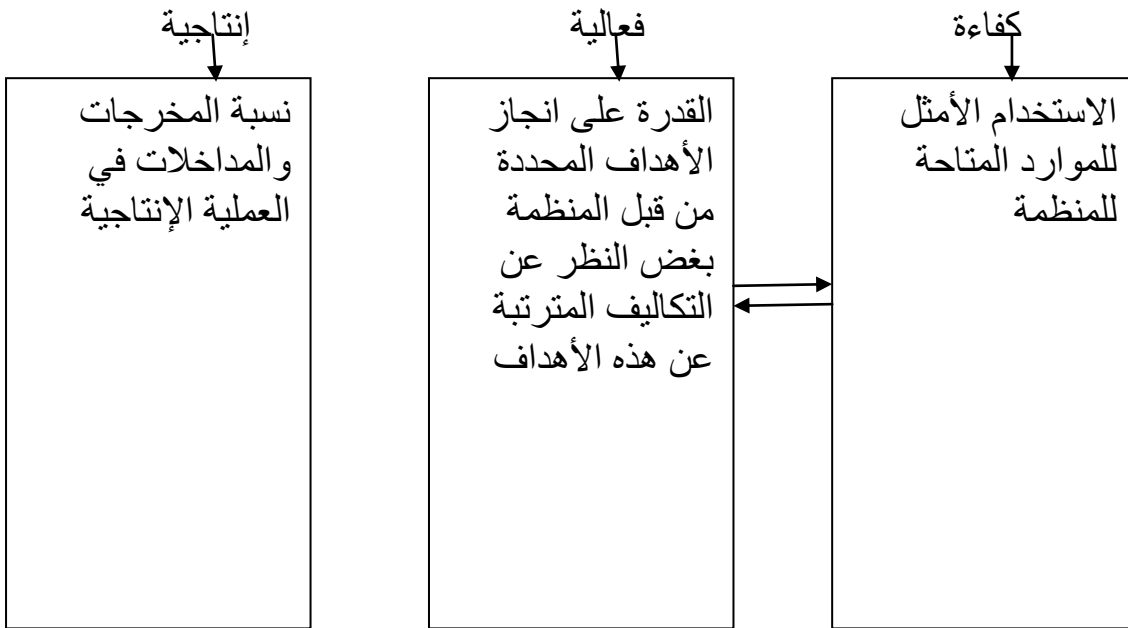 كفاءة
الاستخدام الأمثل
للموارد المتاحة
للمنظمة
فعالية
القدرة على انجاز
الأهداف المحددة
من قبل المنظمة
بغض النظر عن
التكاليف المترتبة
عن هذه الأهداف
إنتاجية
نسبة المخرجات
والمداخلات في
العملية الإنتاجية